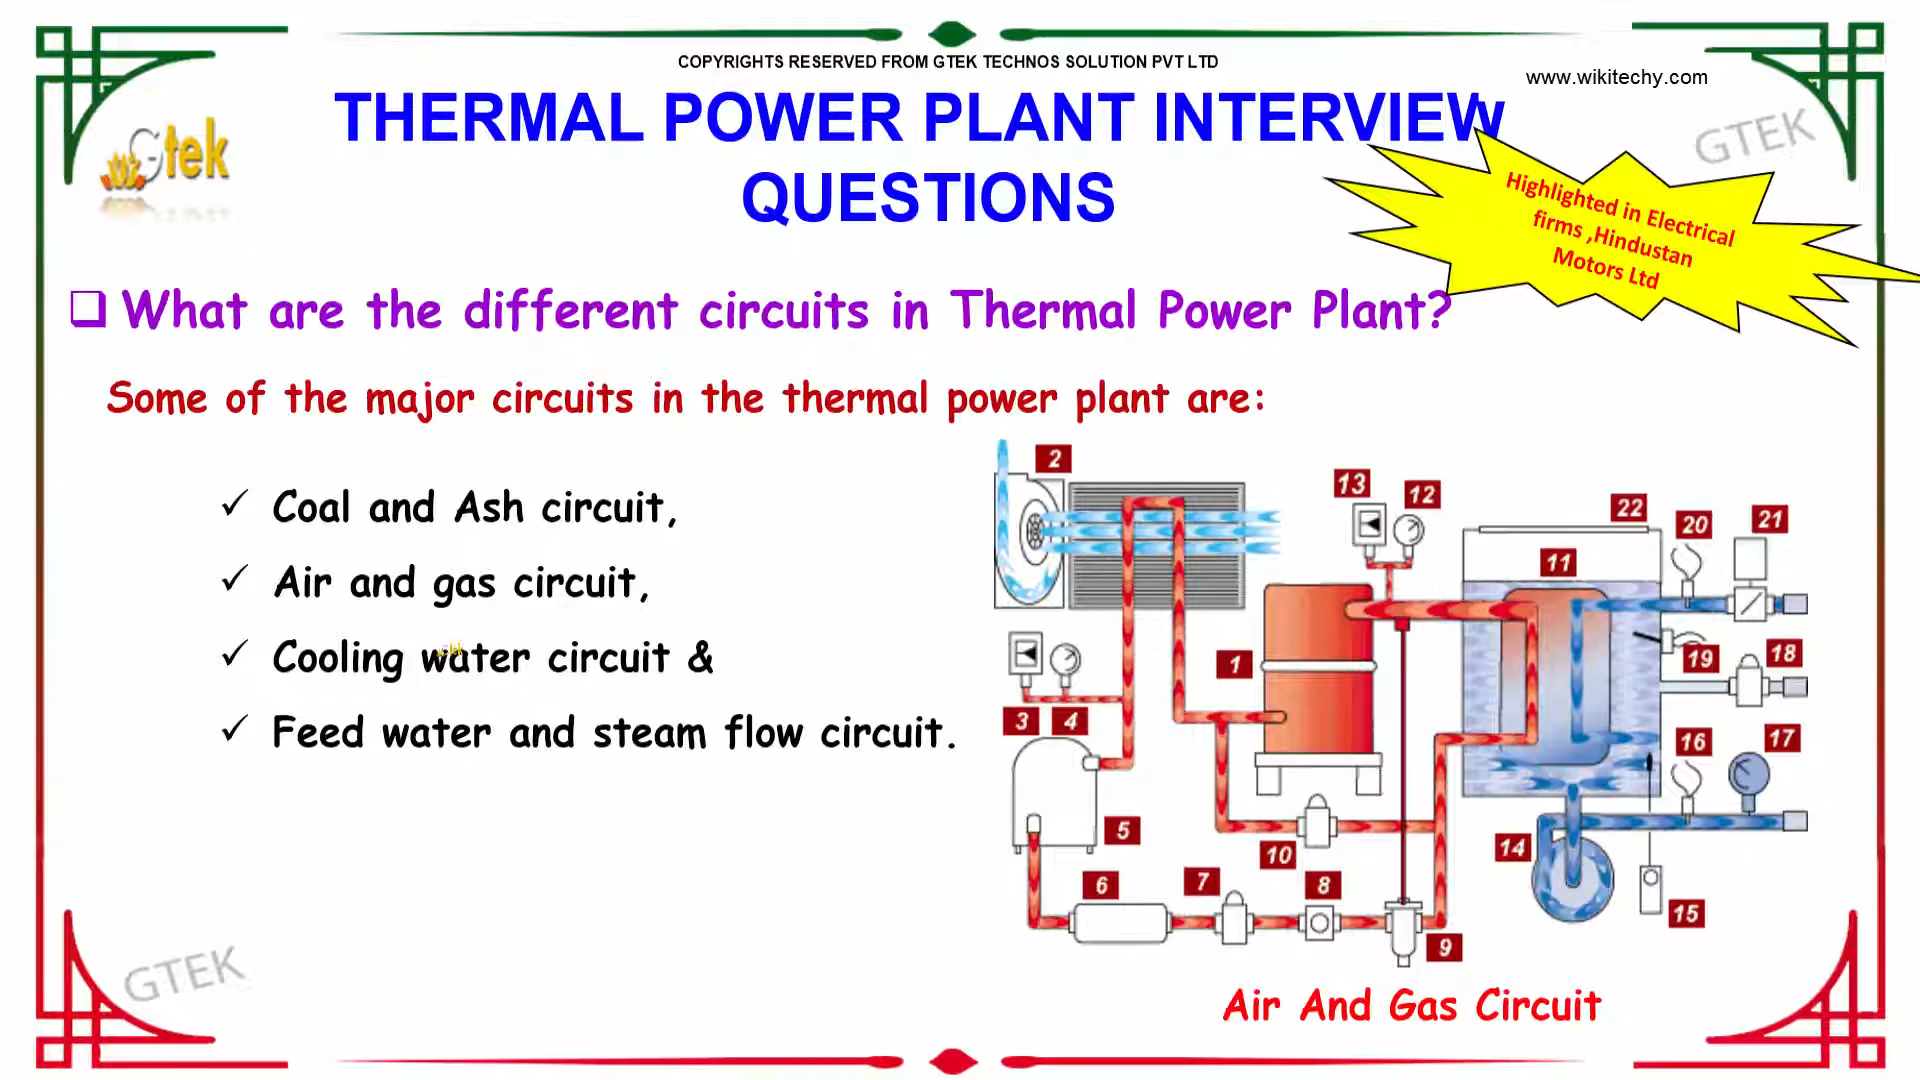 COPYRIGHTS RESERVED FROM GTEK TECHNOS SOLUTION PVT LTD
www.wikitechy.com
THERMAL POWER PLANT INTERVIEW
QUESTIONS
Gtek
GTEK
Highlighted in Electrical
firms ,Hindustan
Motors Ltd
❑ What are the different circuits in Thermal Power Plant?
Some of the major circuits in the thermal power plant are:
✓ Coal and Ash circuit,
✓ Air and gas circuit,
✓ Cooling water circuit &
✓ Feed water and steam flow circuit.
2
13
12
22
20
21
11
1
19
18
3
4
16
17
5
10
14
6
7
8
15
9
Air And Gas Circuit
GTEK